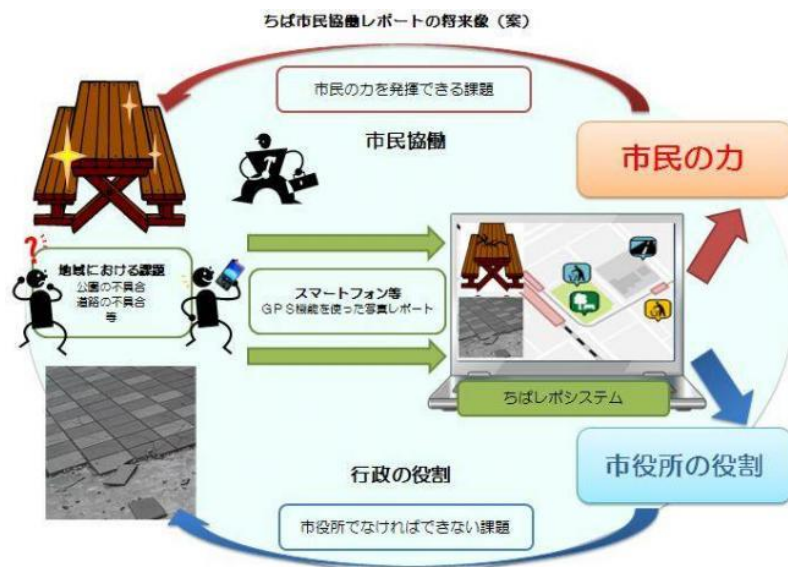 ちば市民協働レポートの将来像（案）
市民の力を発揮できる課題
市民協働
市民の力
地域における課題
公園の不具合
道路の不具合
等
スマートフォン等
ＧＰＳ機能を使った写真レポート
ちばレポシステム
市役所の役割
行政の役割
市役所でなければできない課題